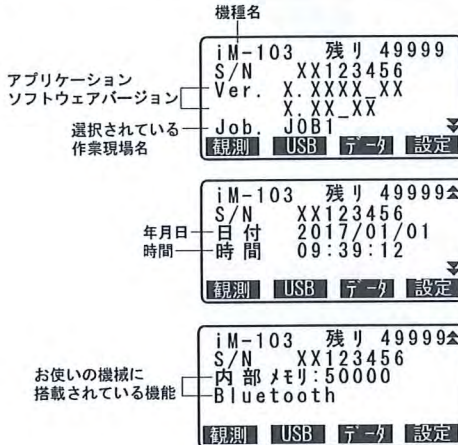 機種名
iM-103 残り 49999
S/N XX123456
アプリケーション
ソフトウェアバージョン
Ver. X.XXXX_XX
X.XX_XX
選択されている
作業現場名
Job. JOB1
観測 USB データ 設定
iM-103 残り 49999
S/N XX123456
年月日 日付 2017/01/01
時間 時間 09:39:12
観測 USB データ 設定
iM-103 残り 49999
S/N XX123456
お使いの機械に
搭載されている機能
内部メモリ:50000
Bluetooth
観測 USB データ 設定